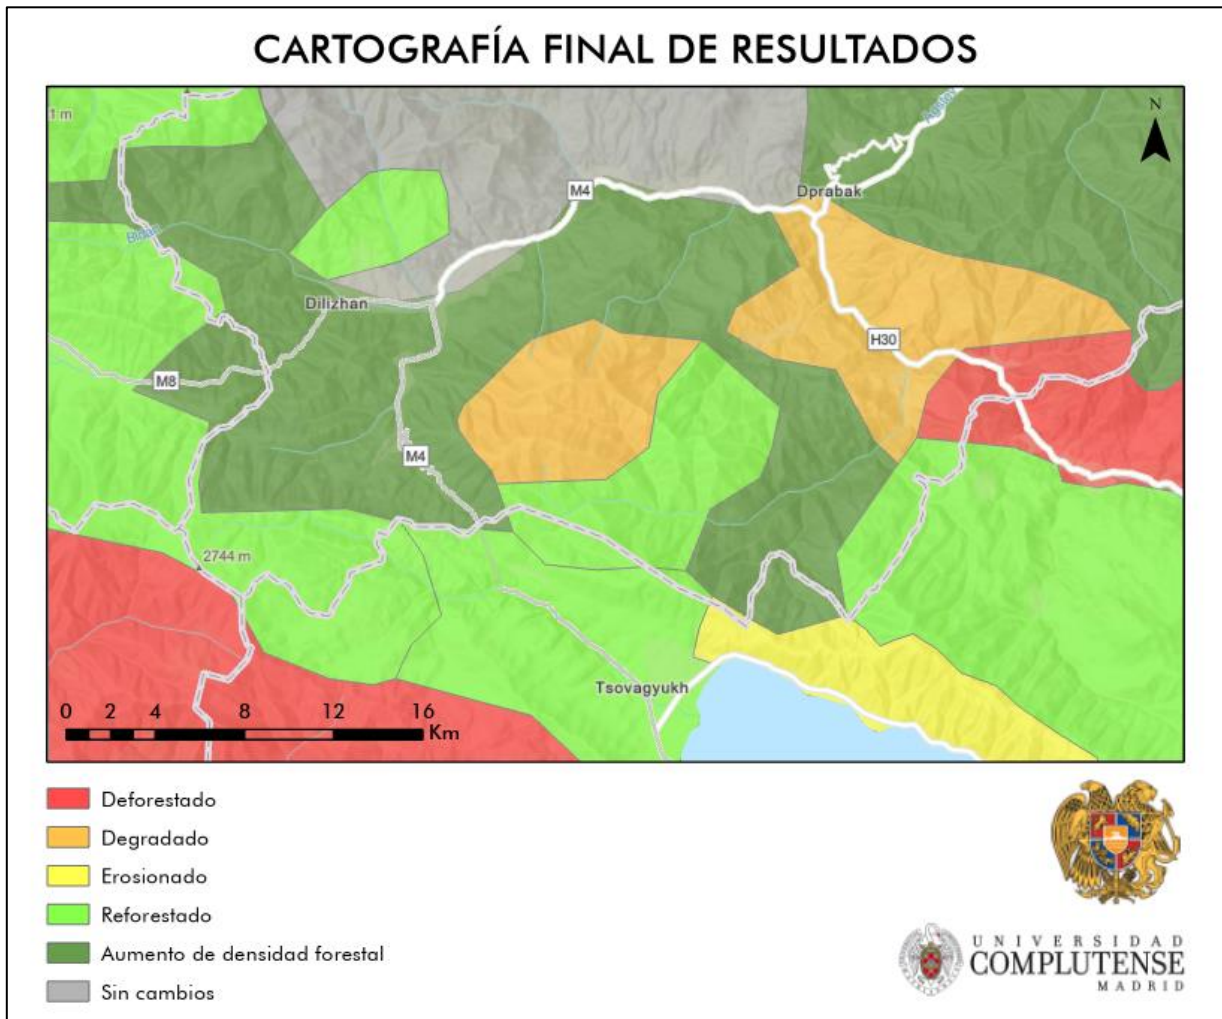 CARTOGRAFÍA FINAL DE RESULTADOS
1 m
N
M4
Dprabak
Dilizhan
H30
M8
M4
2744 m
Tsovagyukh
0 2 4 8 12 16
Km
Deforestado
Degradado
Erosionado
Reforestado
Aumento de densidad forestal
Sin cambios
UNIVERSIDAD
COMPLUTENSE
MADRID